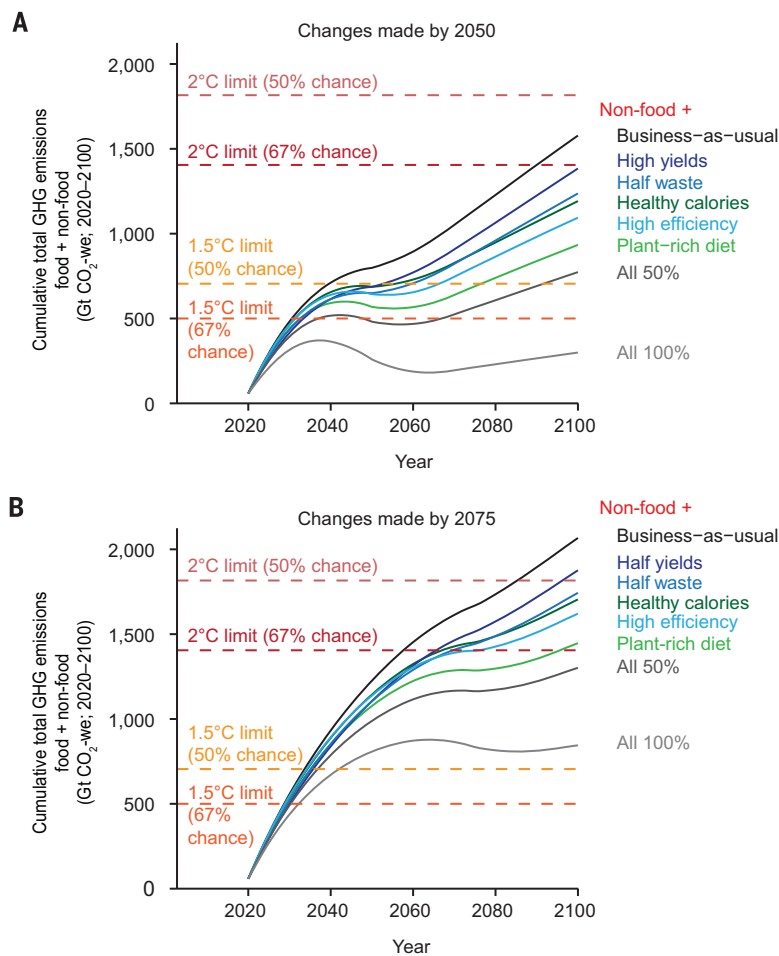 A
Changes made by 2050
Cumulative total GHG emissions
food + non-food
(Gt CO2-we; 2020–2100)
2,000
1,500
1,000
500
0
2°C limit (50% chance)
2°C limit (67% chance)
1.5°C limit
(50% chance)
1.5°C limit
(67%
chance)
Non-food +
Business−as−usual
High yields
Half waste
Healthy calories
High efficiency
Plant−rich diet
All 50%
All 100%
2020
2040
2060
2080
2100
Year
B
Changes made by 2075
Cumulative total GHG emissions
food + non-food
(Gt CO2-we; 2020–2100)
2,000
1,500
1,000
500
0
2°C limit (50% chance)
2°C limit (67% chance)
1.5°C limit
(50% chance)
1.5°C limit
(67%
chance)
Non-food +
Business−as−usual
Half yields
Half waste
Healthy calories
High efficiency
Plant−rich diet
All 50%
All 100%
2020
2040
2060
2080
2100
Year